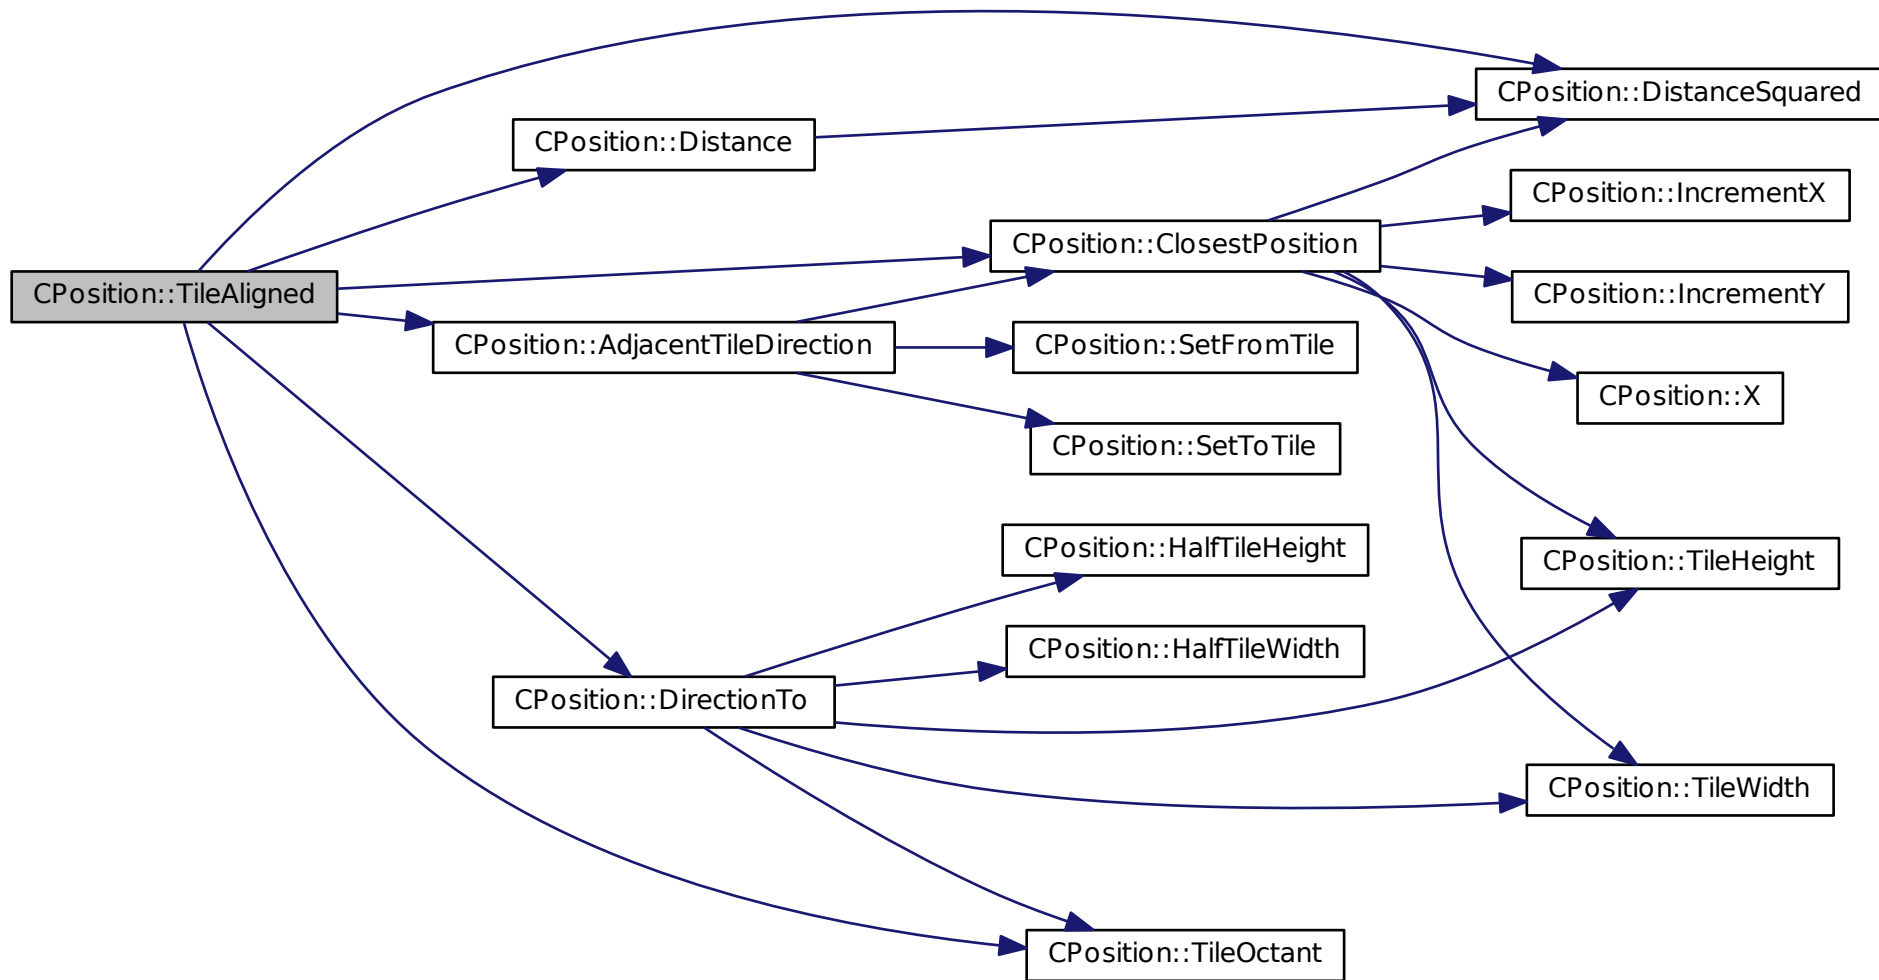 CPosition::DistanceSquared
CPosition::Distance
CPosition::IncrementX
CPosition::ClosestPosition
CPosition::TileAligned
CPosition::IncrementY
CPosition::AdjacentTileDirection
CPosition::SetFromTile
CPosition::X
CPosition::SetToTile
CPosition::HalfTileHeight
CPosition::TileHeight
CPosition::HalfTileWidth
CPosition::DirectionTo
CPosition::TileWidth
CPosition::TileOctant